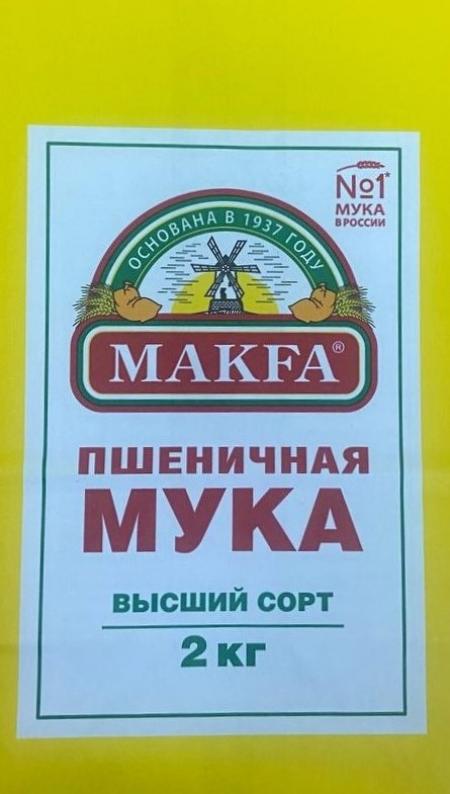 №1*
МУКА
В РОССИИ
ОСНОВАНА В 1937 ГОДУ
MAKFA®
ПШЕНИЧНАЯ
МУКА
ВЫСШИЙ СОРТ
2 КГ